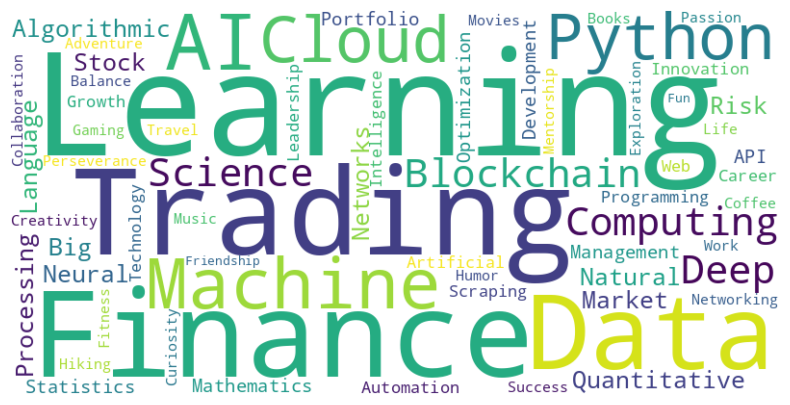 Algorithmic
AI
Cloud
Portfolio
Movies
Python
Books
Passion
Adventure
Stock
Learning
Innovation
Collaboration
Balance
Growth
Leadership
Intelligence
Optimization
Development
Mentorship
Exploration
Fun
Risk
Language
Gaming
Travel
Life
Perseverance
Science
Networks
Blockchain
Web
API
Career
Trading
Programming
Coffee
Creativity
Technology
Music
Computing
Work
Processing
Big
Neural
Friendship
Artificial
Management
Deep
Machine
Humor
Scraping
Natural
Market
Networking
Finance
Data
Fitness
Curiosity
Hiking
Statistics
Mathematics
Automation
Success
Quantitative